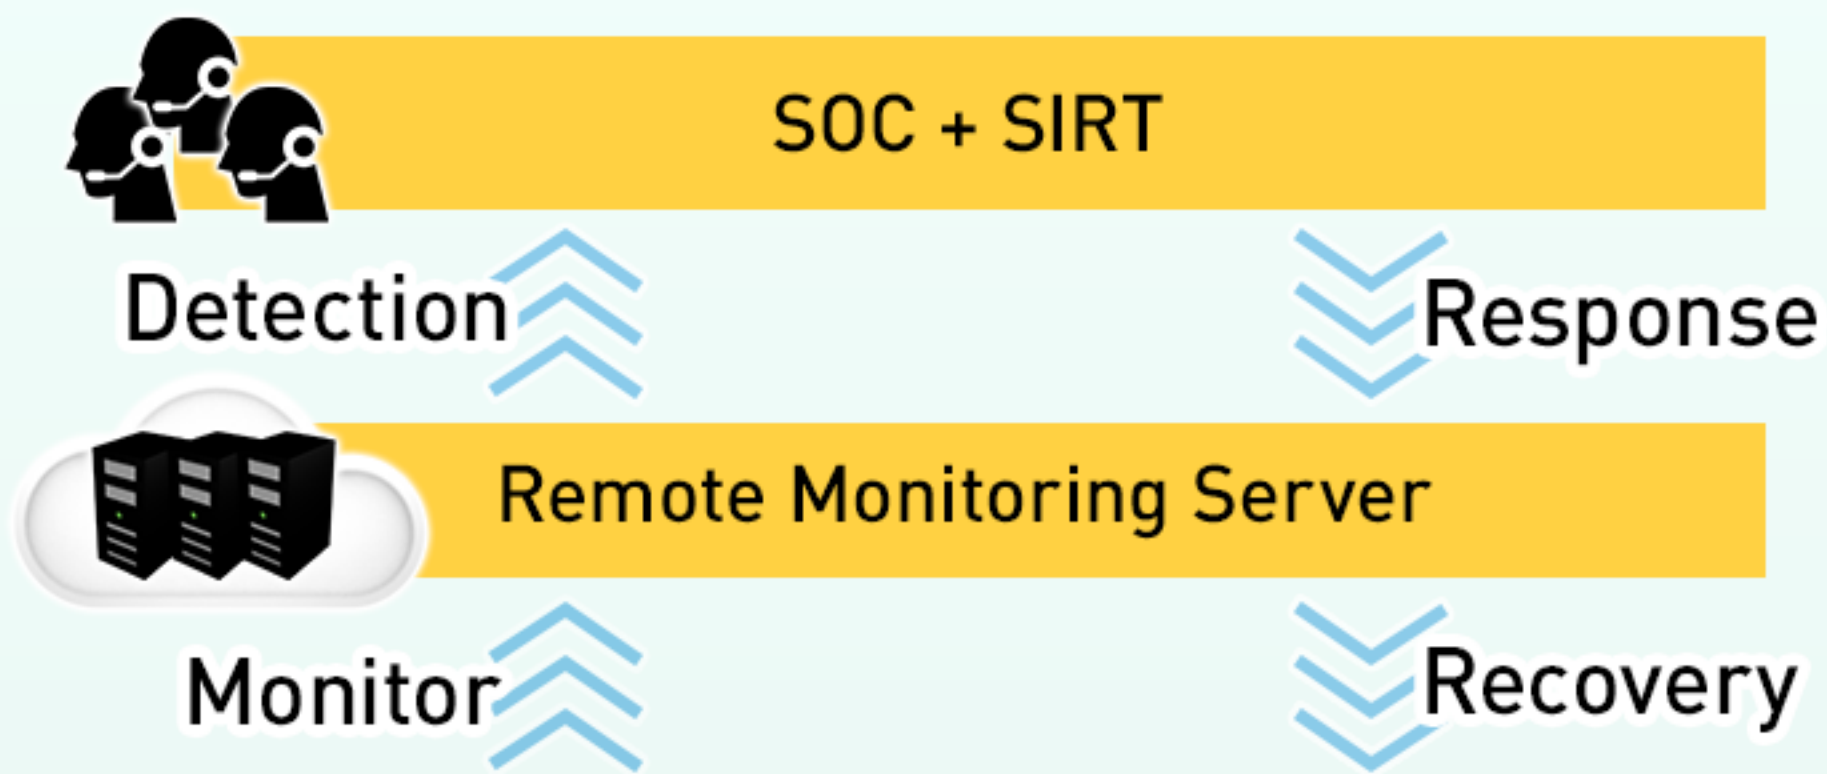 SOC + SIRT
Detection
Response
Remote Monitoring Server
Monitor
Recovery